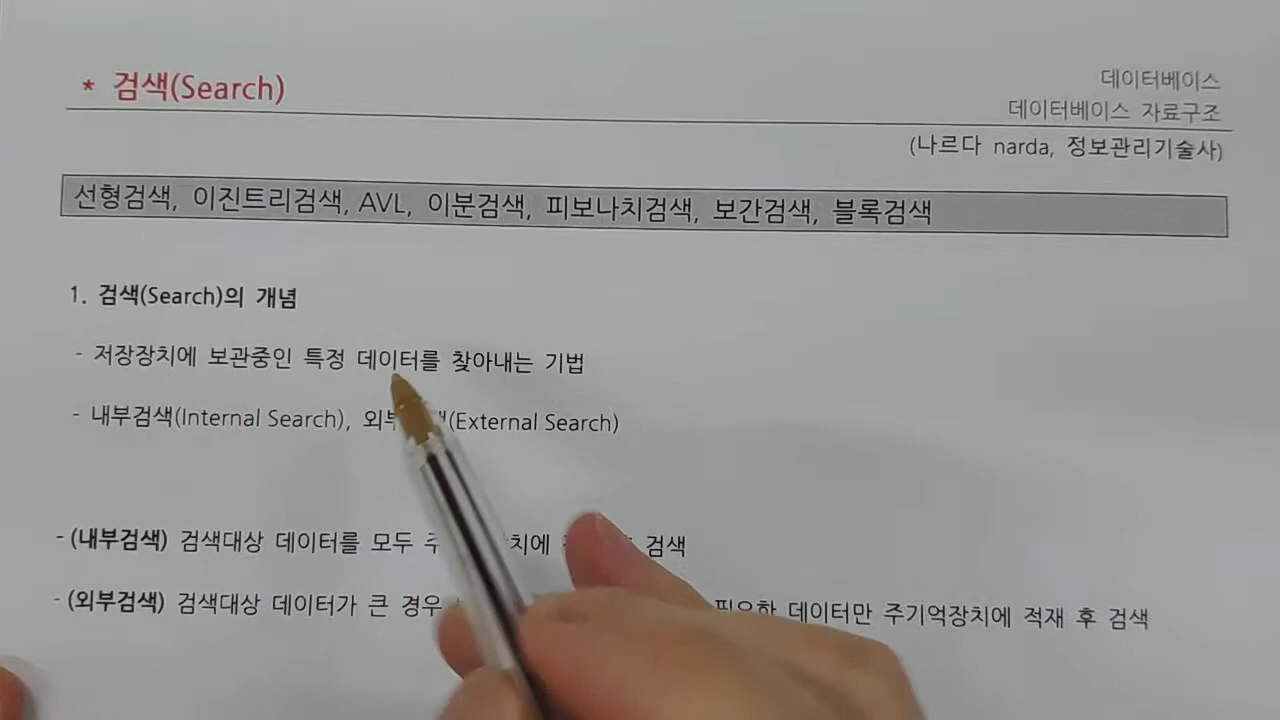 * 검색(Search)
데이터베이스
데이터베이스 자료구조
(나르다 narda, 정보관리기술사)
선형검색, 이진트리검색, AVL, 이분검색, 피보나치검색, 보간검색, 블록검색
1. 검색(Search)의 개념
- 저장장치에 보관중인 특정 데이터를 찾아내는 기법
- 내부검색(Internal Search), (External Search)
- (내부검색) 검색대상 데이터를 모두 검색
- (외부검색) 검색대상 데이터가 큰 경우 필요한 데이터만 주기억장치에 적재 후 검색